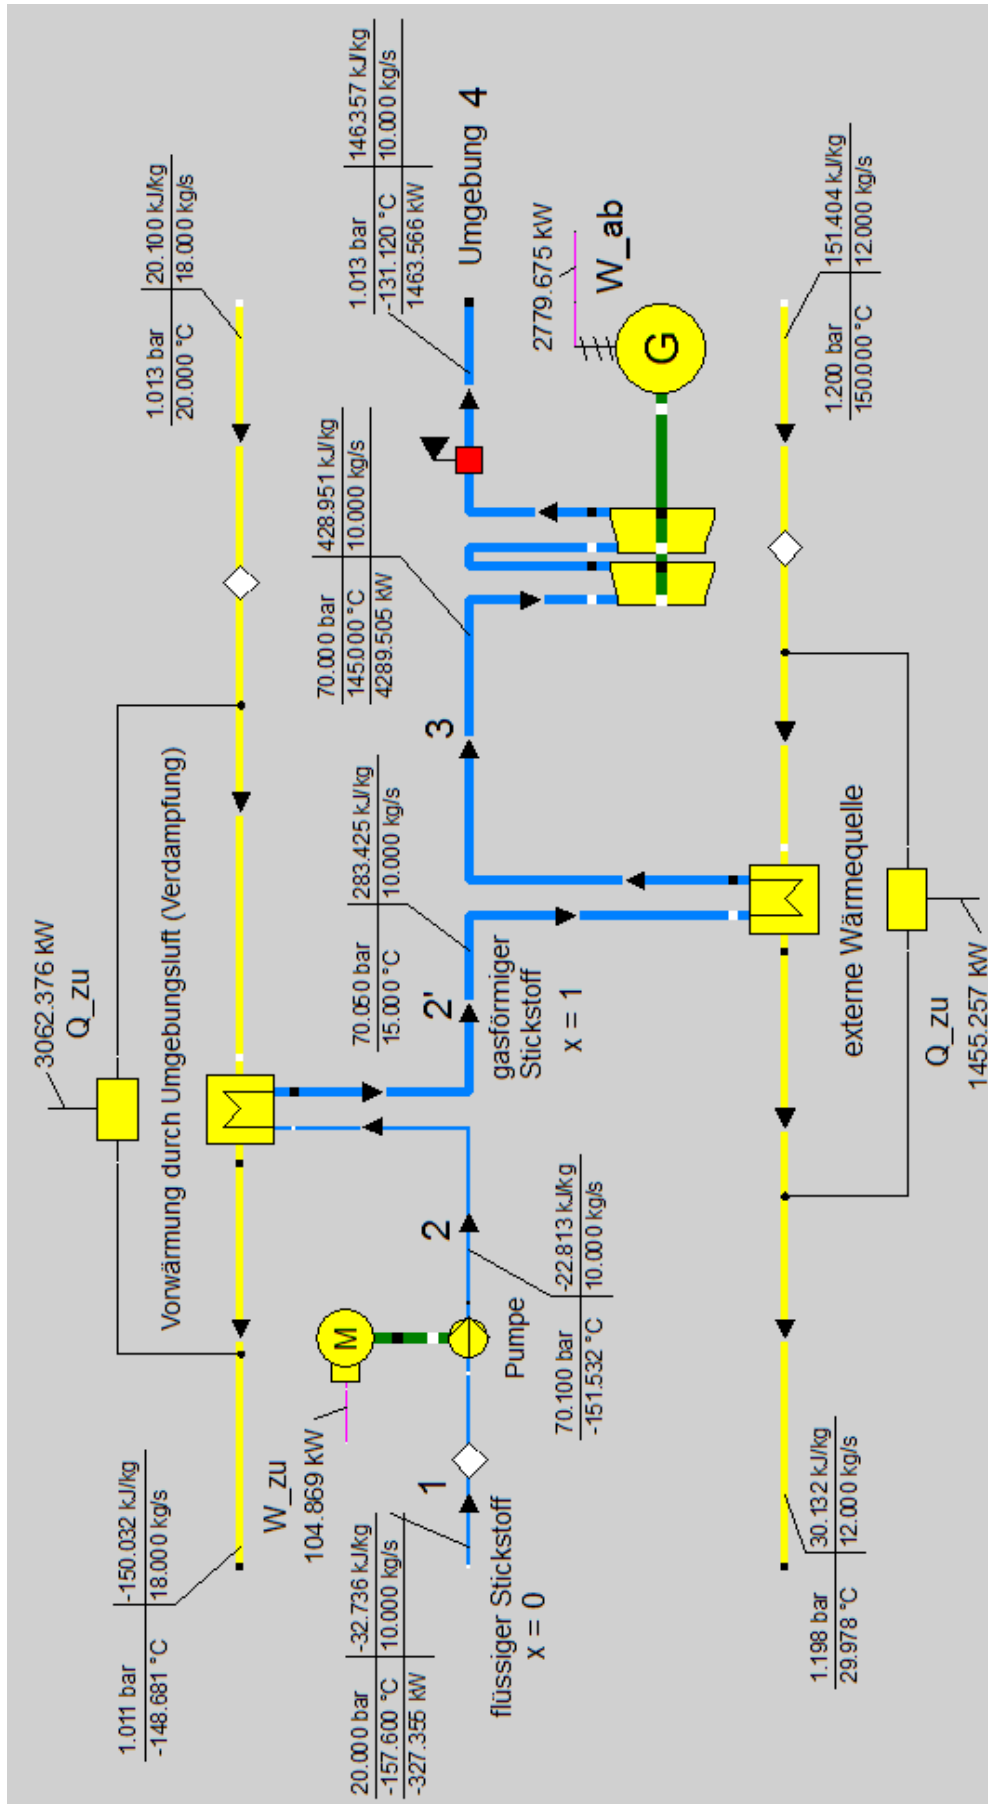 1.011 bar -150.032 kJ/kg
-148.681 °C 18.000 kg/s
3062.376 kW
Q_zu
Vorwärmung durch Umgebungsluft (Verdampfung)
1.013 bar 20.100 kJ/kg
20.000 °C 18.000 kg/s
W_zu
104.869 kW
M
20.000 bar -32.736 kJ/kg
-157.600 °C 10.000 kg/s
-327.355 kW
1
flüssiger Stickstoff
x = 0
Pumpe
2
70.100 bar -22.813 kJ/kg
-151.532 °C 10.000 kg/s
70.050 bar 283.425 kJ/kg
15.000 °C 10.000 kg/s
2'
gasförmiger
Stickstoff
x = 1
3
70.000 bar 428.951 kJ/kg
145.000 °C 10.000 kg/s
4289.505 kW
1.013 bar 146.357 kJ/kg
-131.120 °C 10.000 kg/s
1463.566 kW
Umgebung 4
2779.675 kW
W_ab
G
1.198 bar 30.132 kJ/kg
29.978 °C 12.000 kg/s
externe Wärmequelle
Q_zu
1455.257 kW
1.200 bar 151.404 kJ/kg
150.000 °C 12.000 kg/s